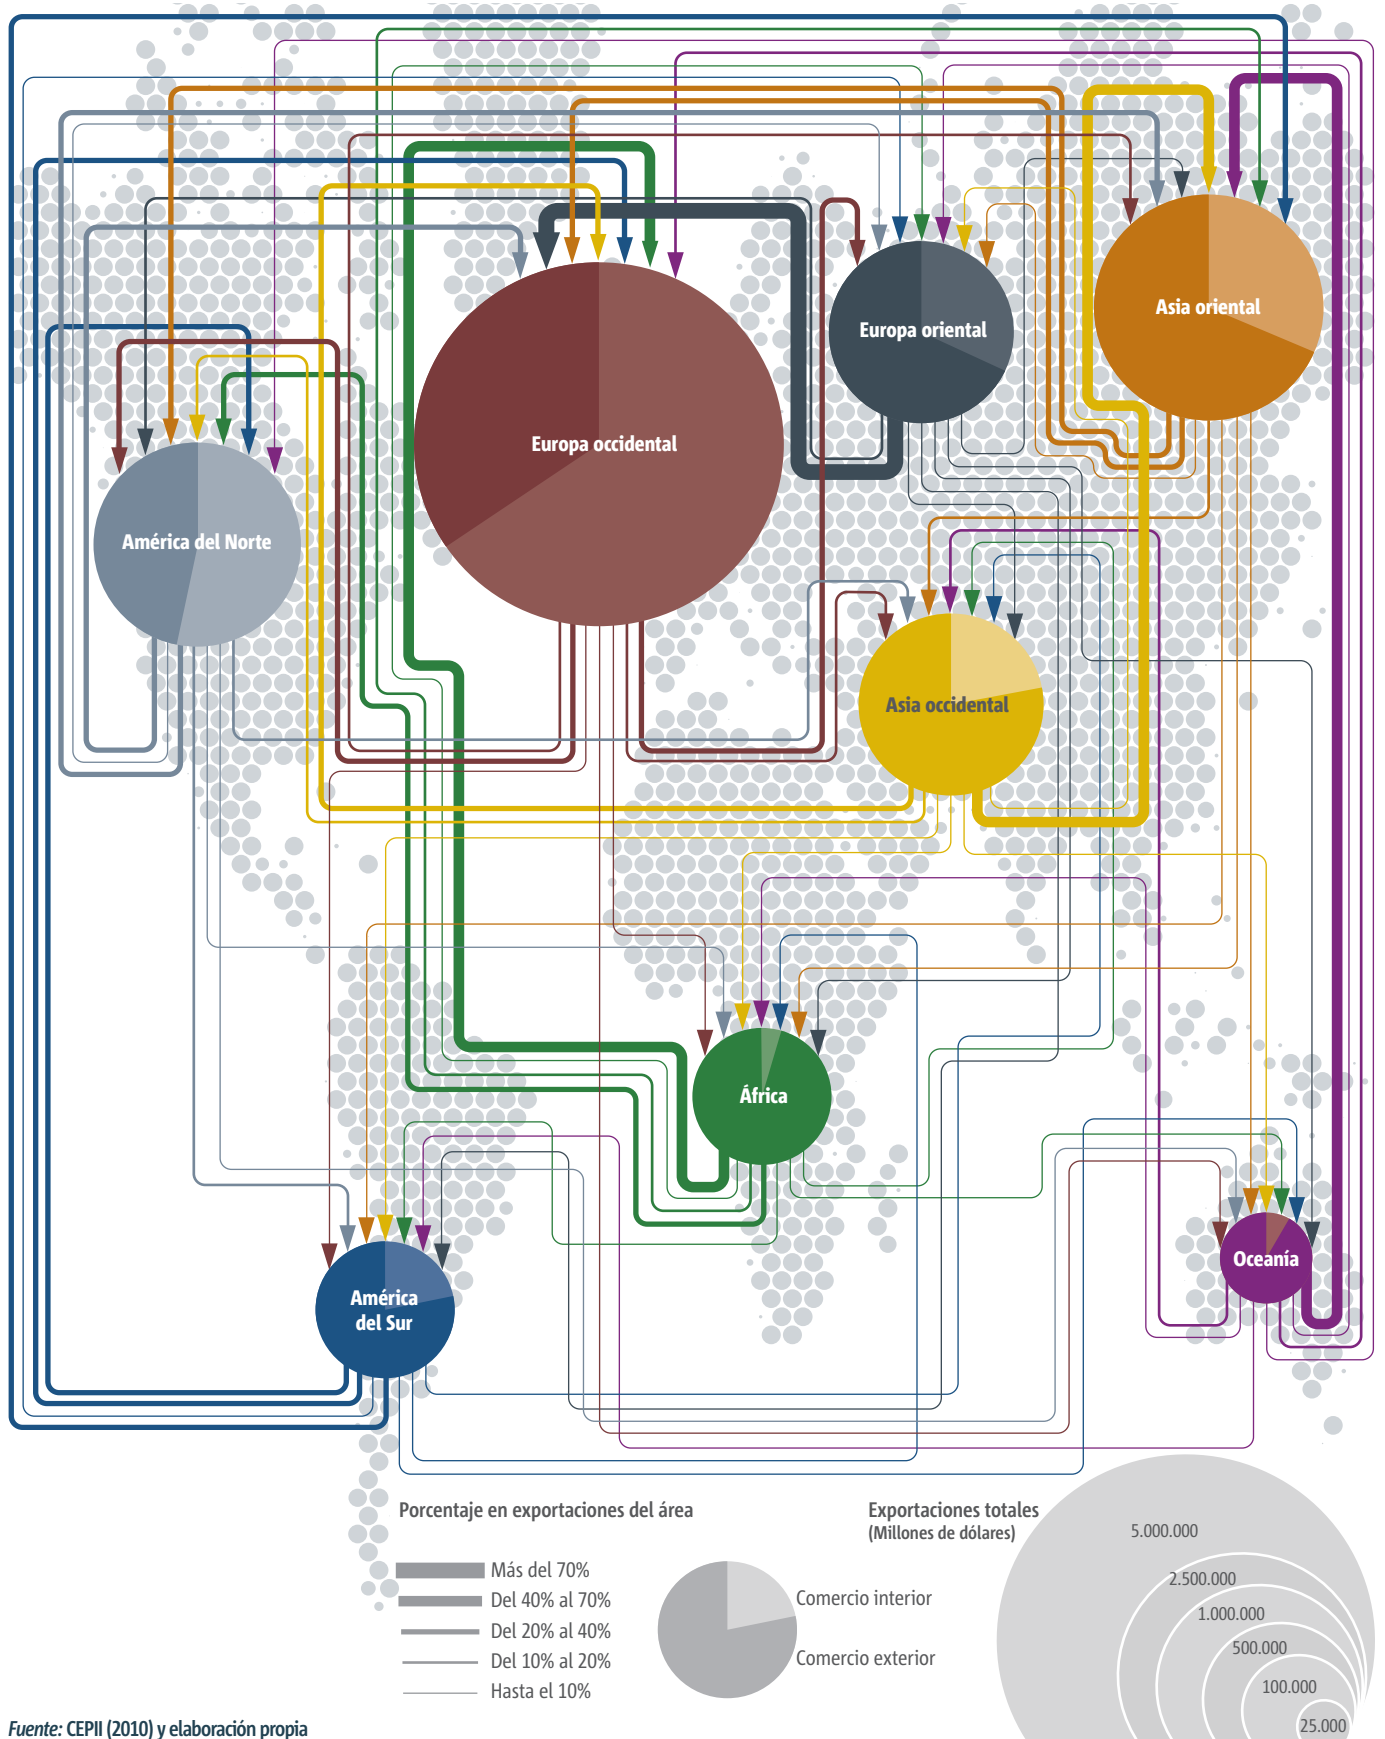 Europa oriental
Asia oriental
Europa occidental
América del Norte
Asia occidental
África
Oceanía
América
del Sur
Porcentaje en exportaciones del área
Más del 70%
Del 40% al 70%
Del 20% al 40%
Del 10% al 20%
Hasta el 10%
Comercio interior
Comercio exterior
Exportaciones totales
(Millones de dólares)
5.000.000
2.500.000
1.000.000
500.000
100.000
25.000
Fuente: CEPII (2010) y elaboración propia